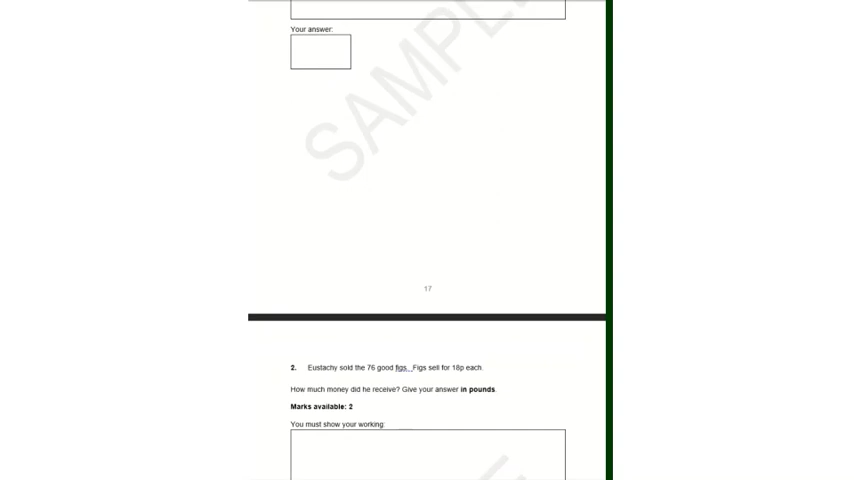 Your answer:
SAMPLE
17
2. Eustachy sold the 76 good figs. Figs sell for 18p each.
How much money did he receive? Give your answer in pounds.
Marks available: 2
You must show your working: